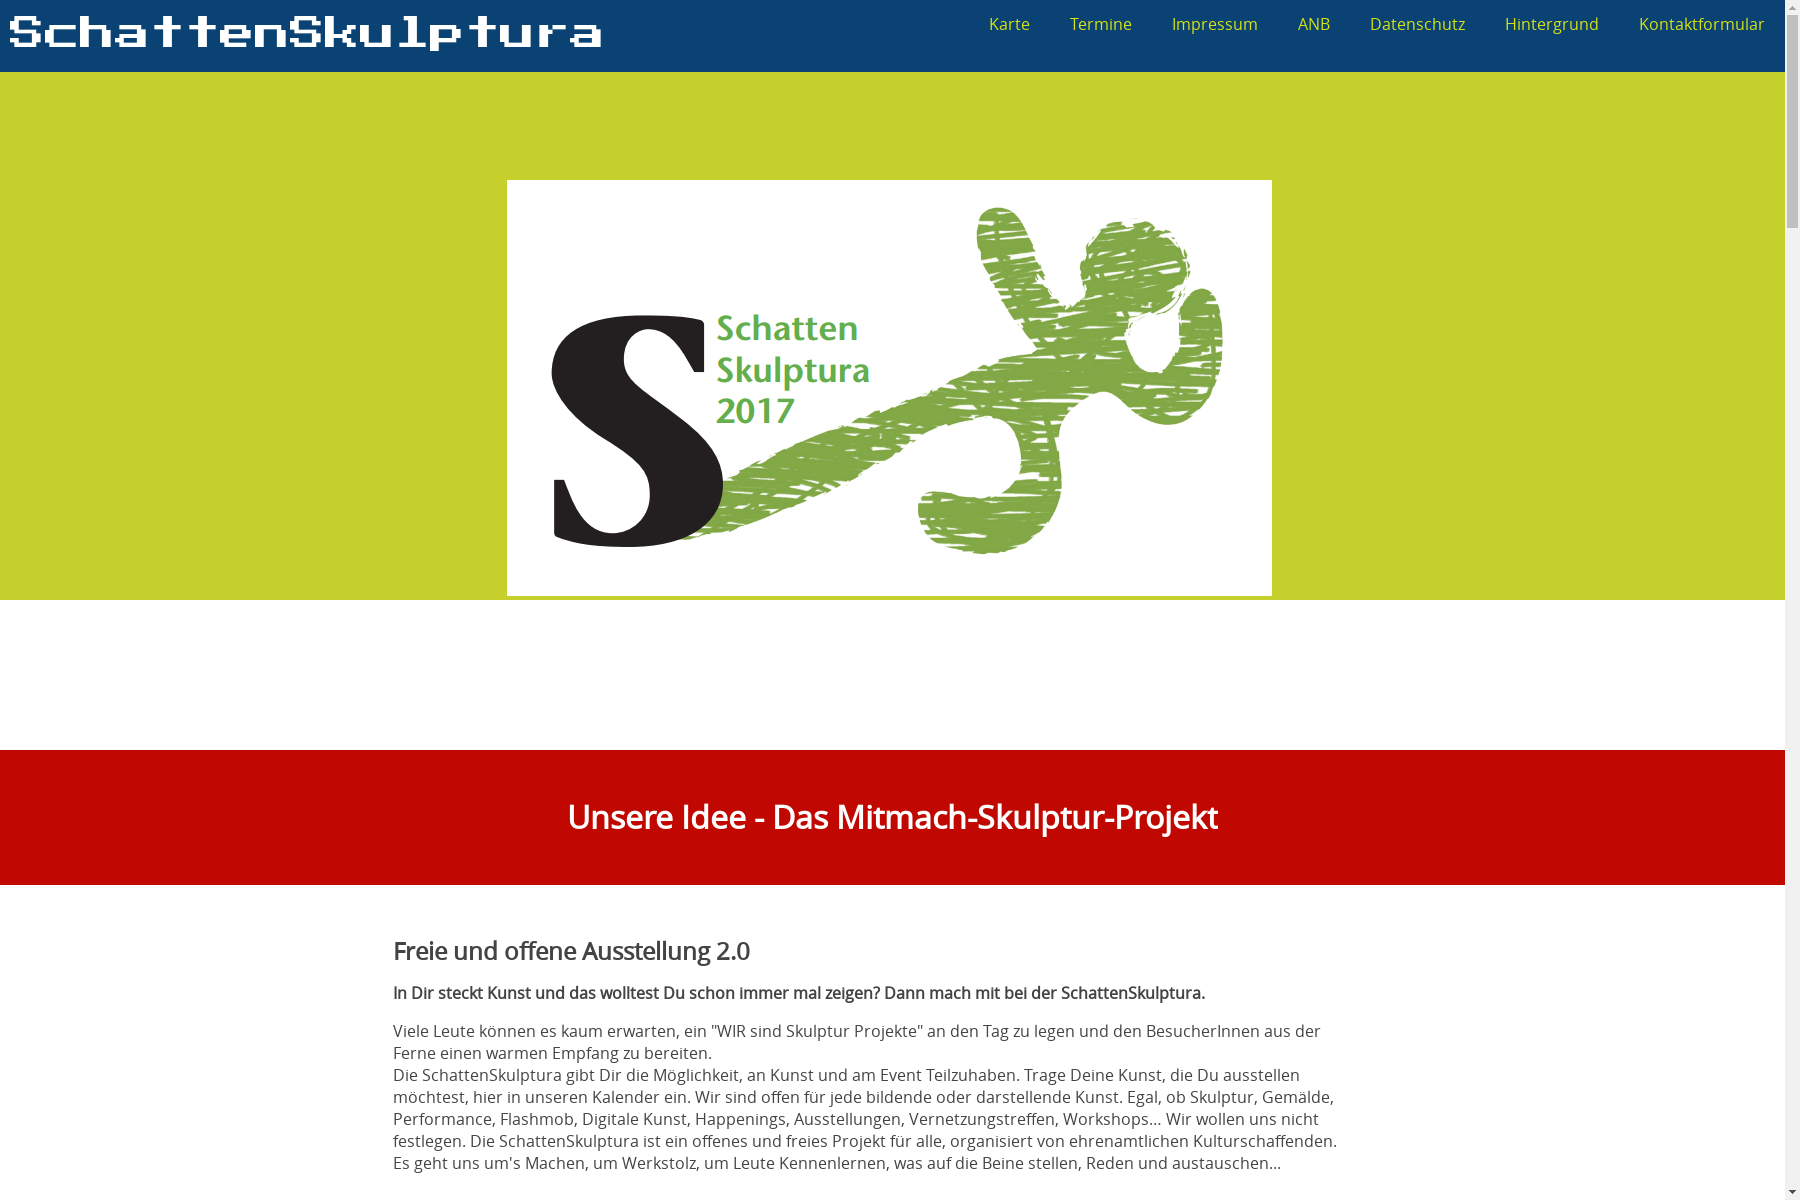 SchattenSkulptura
Karte Termine Impressum ANB Datenschutz Hintergrund Kontaktformular
S
Schatten
Skulptura
2017
Unsere Idee - Das Mitmach-Skulptur-Projekt
Freie und offene Ausstellung 2.0
In Dir steckt Kunst und das wolltest Du schon immer mal zeigen? Dann mach mit bei der SchattenSkulptura.
Viele Leute können es kaum erwarten, ein "WIR sind Skulptur Projekte" an den Tag zu legen und den BesucherInnen aus der
Ferne einen warmen Empfang zu bereiten.
Die SchattenSkulptura gibt Dir die Möglichkeit, an Kunst und am Event Teilzuhaben. Trage Deine Kunst, die Du ausstellen
möchtest, hier in unseren Kalender ein. Wir sind offen für jede bildende oder darstellende Kunst. Egal, ob Skulptur, Gemälde,
Performance, Flashmob, Digitale Kunst, Happenings, Ausstellungen, Vernetzungstreffen, Workshops… Wir wollen uns nicht
festlegen. Die SchattenSkulptura ist ein offenes und freies Projekt für alle, organisiert von ehrenamtlichen Kulturschaffenden.
Es geht uns um's Machen, um Werkstolz, um Leute Kennenlernen, was auf die Beine stellen, Reden und austauschen...